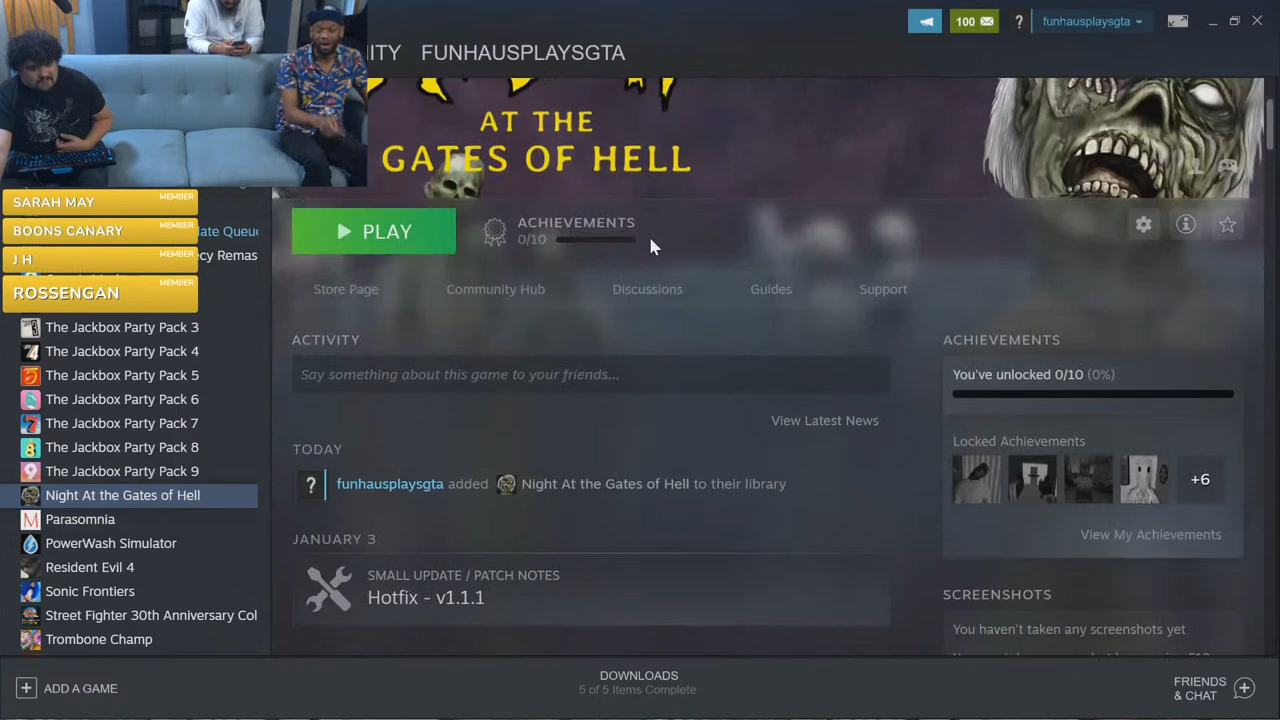 100
?
funhausplaysgta
ITY FUNHAUSPLAYSGTA
AT THE
GATES OF HELL
SARAH MAY MEMBER
BOONS CANARY MEMBER
J H MEMBER
ROSSENGAN MEMBER
late Queue
cy Remas
PLAY
ACHIEVEMENTS
0/10
Store Page
Community Hub
Discussions
Guides
Support
The Jackbox Party Pack 3
The Jackbox Party Pack 4
The Jackbox Party Pack 5
The Jackbox Party Pack 6
The Jackbox Party Pack 7
The Jackbox Party Pack 8
The Jackbox Party Pack 9
Night At the Gates of Hell
Parasomnia
PowerWash Simulator
Resident Evil 4
Sonic Frontiers
Street Fighter 30th Anniversary Col
Trombone Champ
ACTIVITY
Say something about this game to your friends...
View Latest News
TODAY
? funhausplaysgta added Night At the Gates of Hell to their library
JANUARY 3
SMALL UPDATE / PATCH NOTES
Hotfix - v1.1.1
ACHIEVEMENTS
You've unlocked 0/10 (0%)
Locked Achievements
+6
View My Achievements
SCREENSHOTS
You haven't taken any screenshots yet
ADD A GAME
DOWNLOADS
5 of 5 Items Complete
FRIENDS
& CHAT